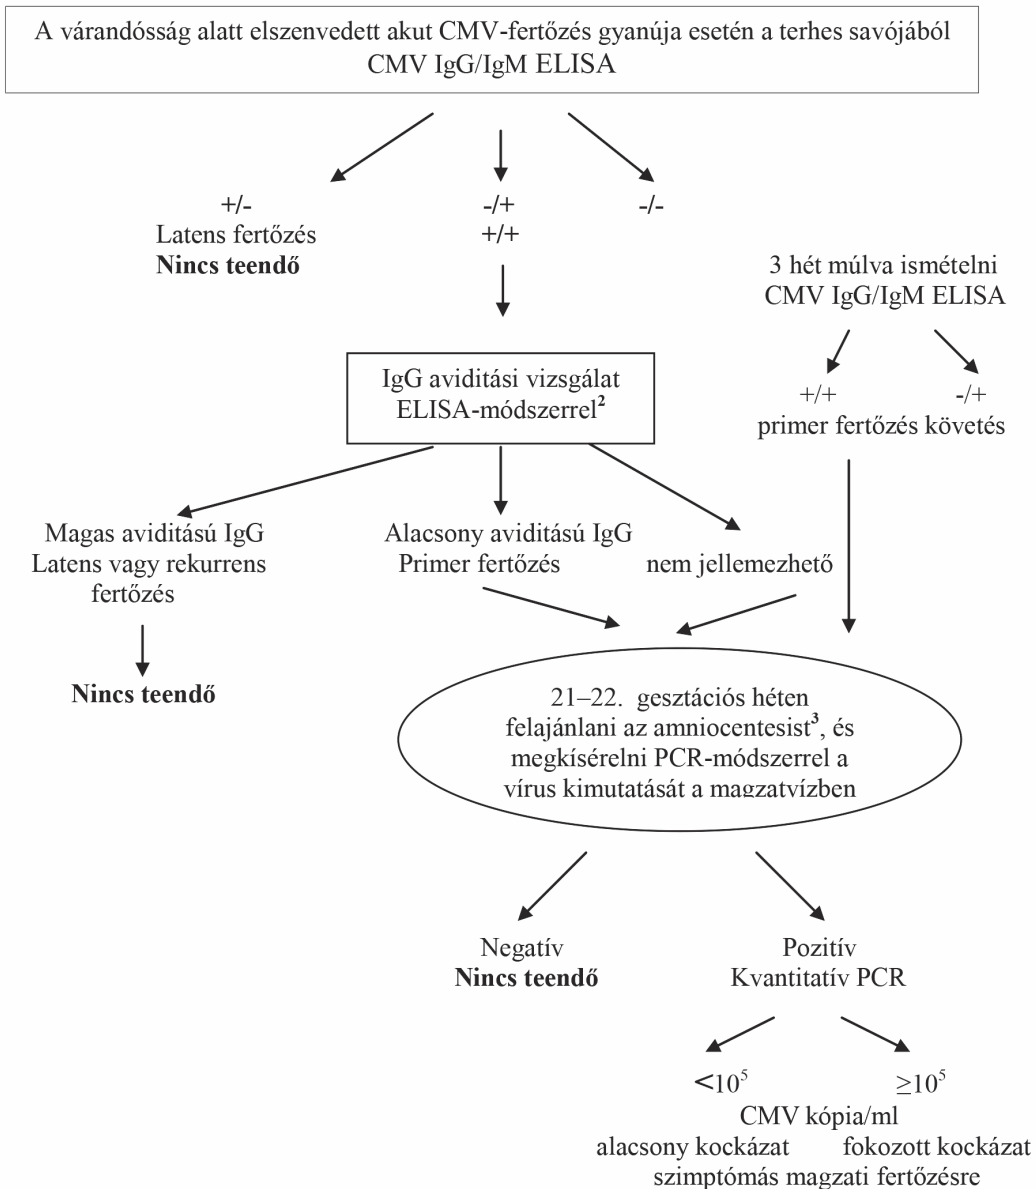 A várandósság alatt elszenvedett akut CMV-fertőzés gyanúja esetén a terhes savójából
CMV IgG/IgM ELISA
+/-
Latens fertőzés
Nincs teendő
-/+
+/+
-/-
3 hét múlva ismételni
CMV IgG/IgM ELISA
+/+
-/+
primer fertőzés követés
IgG aviditási vizsgálat
ELISA-módszerrel²
Magas aviditású IgG
Latens vagy rekurrens
fertőzés
Nincs teendő
Alacsony aviditású IgG
Primer fertőzés
nem jellemezhető
21–22. gesztációs héten
felajánlani az amniocentesist³, és
megkísérelni PCR-módszerrel a
vírus kimutatását a magzatvízben
Negatív
Nincs teendő
Pozitív
Kvantitatív PCR
<10⁵
≥10⁵
CMV kópia/ml
alacsony kockázat
fokozott kockázat
szimptómás magzati fertőzésre